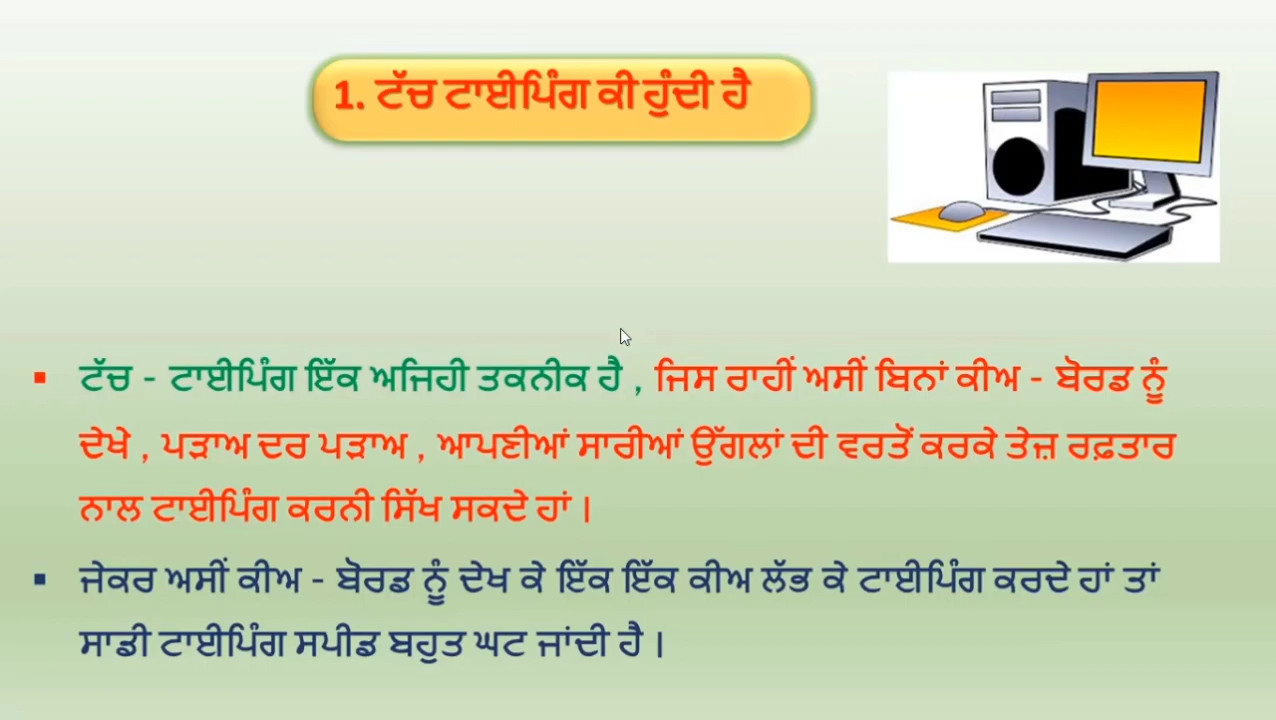 1. ਟੱਚ ਟਾਈਪਿੰਗ ਕੀ ਹੁੰਦੀ ਹੈ
▪ ਟੱਚ - ਟਾਈਪਿੰਗ ਇੱਕ ਅਜਿਹੀ ਤਕਨੀਕ ਹੈ , ਜਿਸ ਰਾਹੀਂ ਅਸੀਂ ਬਿਨਾਂ ਕੀਅ - ਬੋਰਡ ਨੂੰ
ਦੇਖੇ , ਪੜਾਅ ਦਰ ਪੜਾਅ , ਆਪਣੀਆਂ ਸਾਰੀਆਂ ਉਂਗਲਾਂ ਦੀ ਵਰਤੋਂ ਕਰਕੇ ਤੇਜ਼ ਰਫ਼ਤਾਰ
ਨਾਲ ਟਾਈਪਿੰਗ ਕਰਨੀ ਸਿੱਖ ਸਕਦੇ ਹਾਂ ।
▪ ਜੇਕਰ ਅਸੀਂ ਕੀਅ - ਬੋਰਡ ਨੂੰ ਦੇਖ ਕੇ ਇੱਕ ਇੱਕ ਕੀਅ ਲੱਭ ਕੇ ਟਾਈਪਿੰਗ ਕਰਦੇ ਹਾਂ ਤਾਂ
ਸਾਡੀ ਟਾਈਪਿੰਗ ਸਪੀਡ ਬਹੁਤ ਘਟ ਜਾਂਦੀ ਹੈ ।